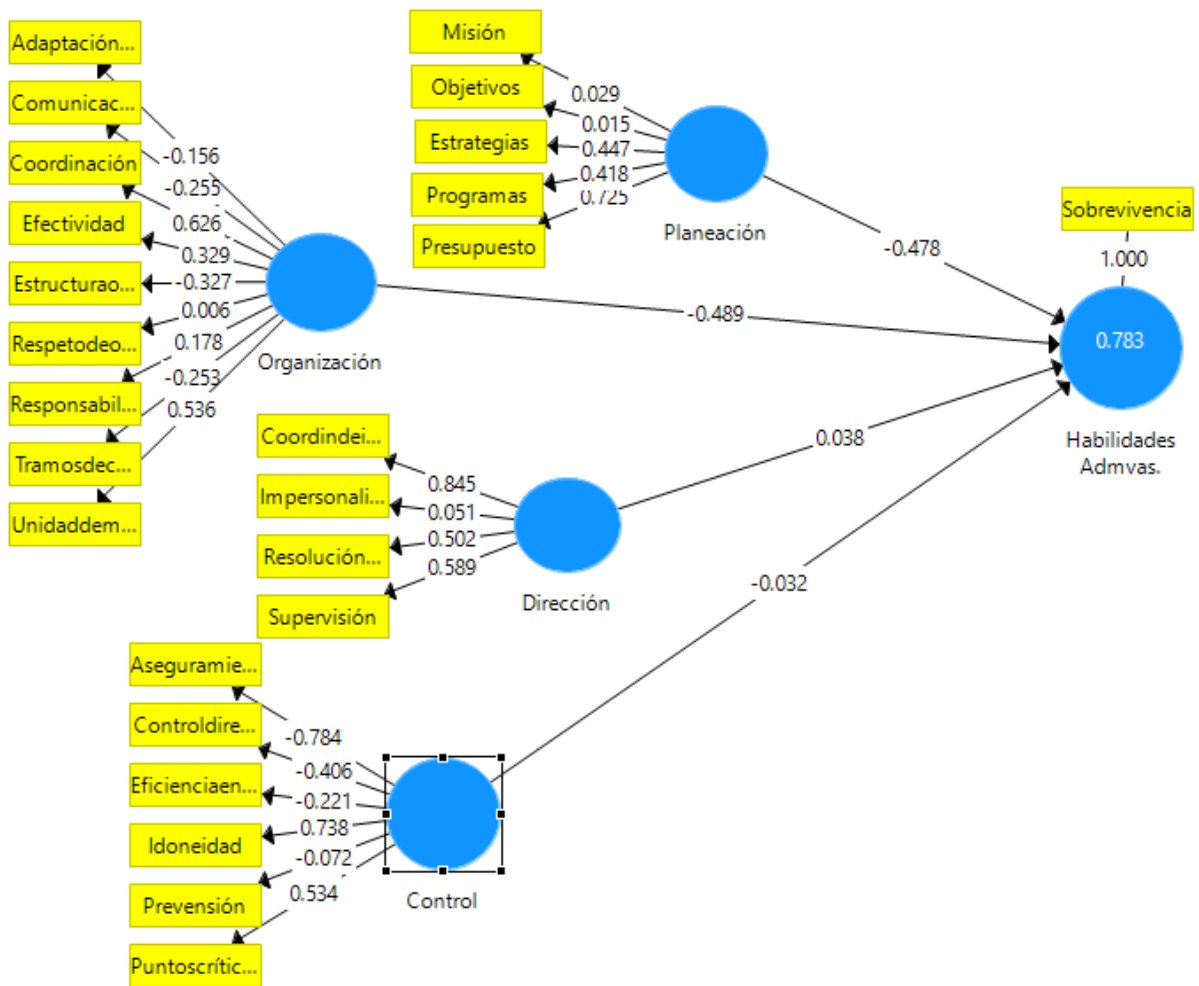 Adaptación...
Comunicac...
Coordinación
Efectividad
Estructurao...
Respetodeo...
Responsabil...
Tramosdec...
Unidaddem...
-0.156
-0.255
0.626
0.329
-0.327
0.006
0.178
-0.253
0.536
Organización
Misión
Objetivos
Estrategias
Programas
Presupuesto
0.029
0.015
0.447
0.418
0.725
Planeación
-0.478
-0.489
0.038
-0.032
Sobrevivencia
1.000
0.783
Habilidades
Admvas.
Coordindei...
Impersonali...
Resolución...
Supervisión
0.845
0.051
0.502
0.589
Dirección
Aseguramie...
Controldire...
Eficienciaen...
Idoneidad
Prevensión
Puntoscrític...
-0.784
-0.406
-0.221
0.738
-0.072
0.534
Control